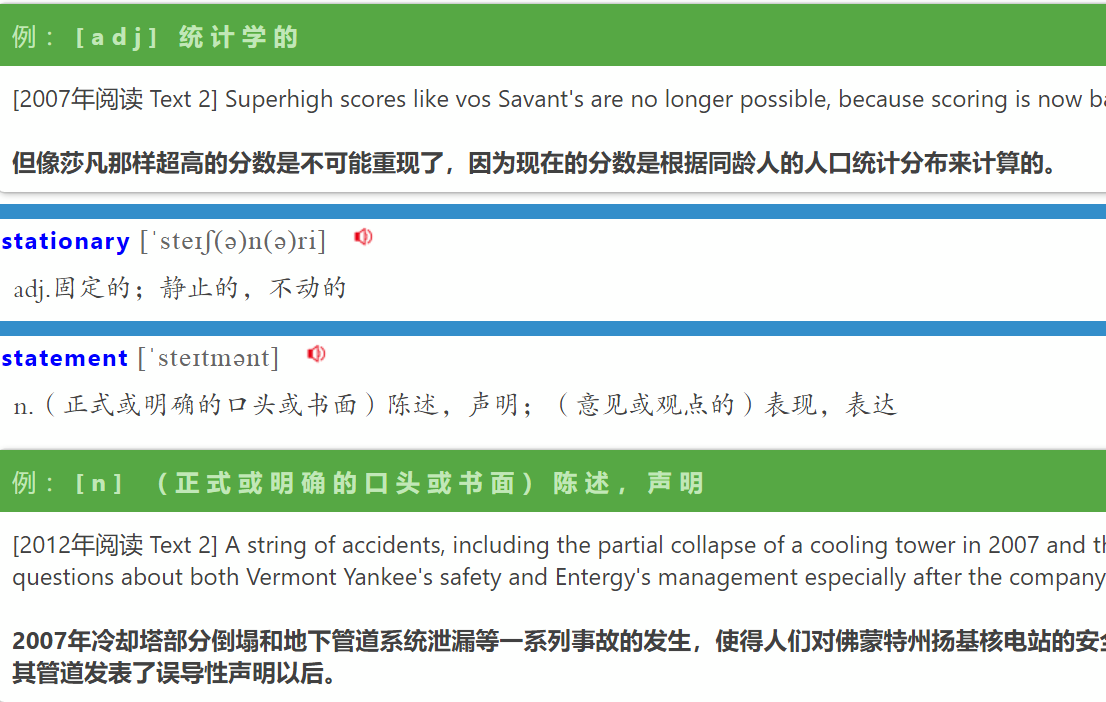 例：[adj] 统计学的
[2007年阅读 Text 2] Superhigh scores like vos Savant's are no longer possible, because scoring is now
但像莎凡那样超高的分数是不可能重现了，因为现在的分数是根据同龄人的人口统计分布来计算的。
stationary [ˈsteɪʃ(ə)n(ə)ri]
adj.固定的；静止的，不动的
statement [ˈsteɪtmənt]
n.（正式或明确的口头或书面）陈述，声明；（意见或观点的）表现，表达
例：[n] （正式或明确的口头或书面）陈述，声明
[2012年阅读 Text 2] A string of accidents, including the partial collapse of a cooling tower in 2007 and
questions about both Vermont Yankee's safety and Entergy's management especially after the company
2007年冷却塔部分倒塌和地下管道系统泄漏等一系列事故的发生，使得人们对佛蒙特州扬基核电站的安
其管道发表了误导性声明以后。